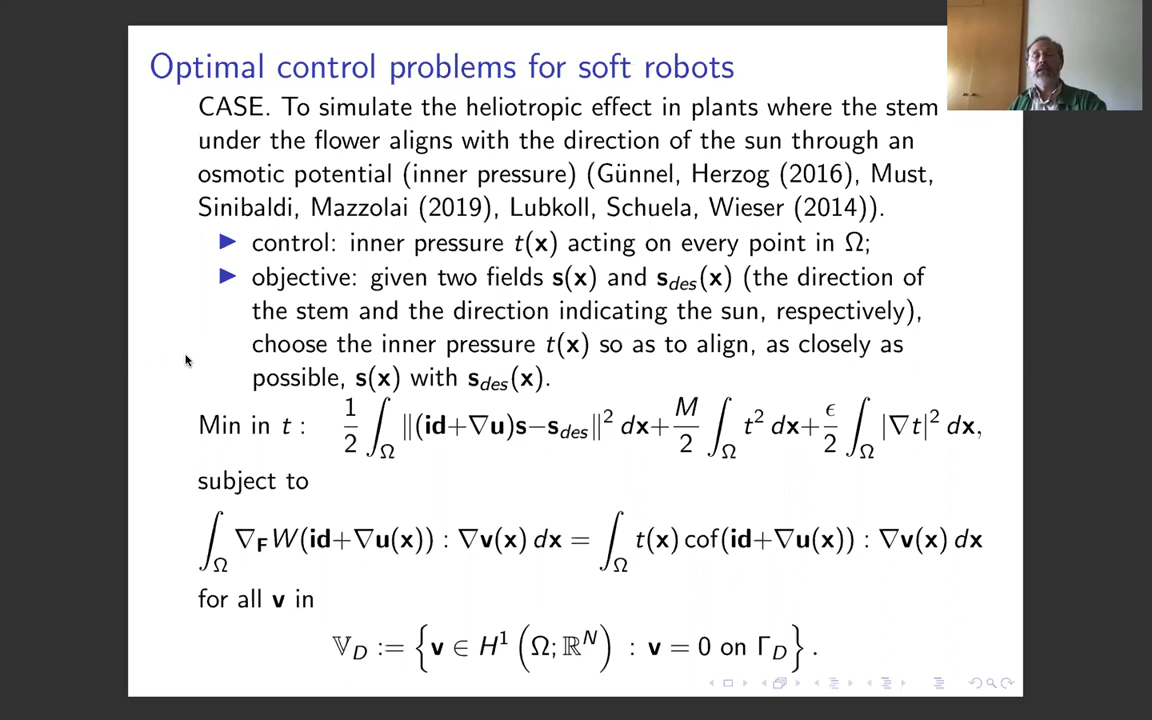 Optimal control problems for soft robots
CASE. To simulate the heliotropic effect in plants where the stem
under the flower aligns with the direction of the sun through an
osmotic potential (inner pressure) (Günnel, Herzog (2016), Must,
Sinibaldi, Mazzolai (2019), Lubkoll, Schuela, Wieser (2014)).
▶ control: inner pressure t(x) acting on every point in Ω;
▶ objective: given two fields s(x) and s_des(x) (the direction of
the stem and the direction indicating the sun, respectively),
choose the inner pressure t(x) so as to align, as closely as
possible, s(x) with s_des(x).
Min in t : 1/2 ∫_Ω ‖(id+∇u)s−s_des‖² dx+ M/2 ∫_Ω t² dx+ ϵ/2 ∫_Ω |∇t|² dx,
subject to
∫_Ω ∇_F W(id+∇u(x)) : ∇v(x) dx = ∫_Ω t(x) cof(id+∇u(x)) : ∇v(x) dx
for all v in
𝕍_D := {v ∈ H¹ (Ω; ℝ^N) : v = 0 on Γ_D} .